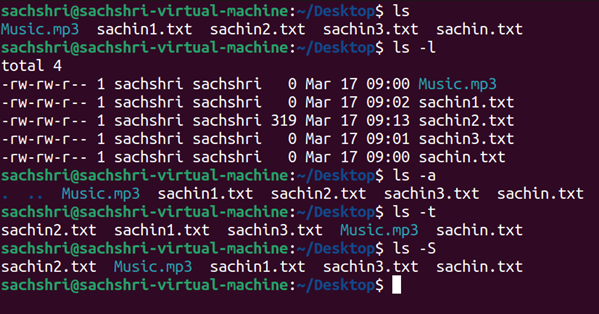 sachshri@sachshri-virtual-machine:~/Desktop$ ls
Music.mp3  sachin1.txt  sachin2.txt  sachin3.txt  sachin.txt
sachshri@sachshri-virtual-machine:~/Desktop$ ls -l
total 4
-rw-rw-r-- 1 sachshri sachshri   0 Mar 17 09:00 Music.mp3
-rw-rw-r-- 1 sachshri sachshri   0 Mar 17 09:02 sachin1.txt
-rw-rw-r-- 1 sachshri sachshri 319 Mar 17 09:13 sachin2.txt
-rw-rw-r-- 1 sachshri sachshri   0 Mar 17 09:01 sachin3.txt
-rw-rw-r-- 1 sachshri sachshri   0 Mar 17 09:00 sachin.txt
sachshri@sachshri-virtual-machine:~/Desktop$ ls -a
.  ..  Music.mp3  sachin1.txt  sachin2.txt  sachin3.txt  sachin.txt
sachshri@sachshri-virtual-machine:~/Desktop$ ls -t
sachin2.txt  sachin1.txt  sachin3.txt  Music.mp3  sachin.txt
sachshri@sachshri-virtual-machine:~/Desktop$ ls -S
sachin2.txt  Music.mp3  sachin1.txt  sachin3.txt  sachin.txt
sachshri@sachshri-virtual-machine:~/Desktop$